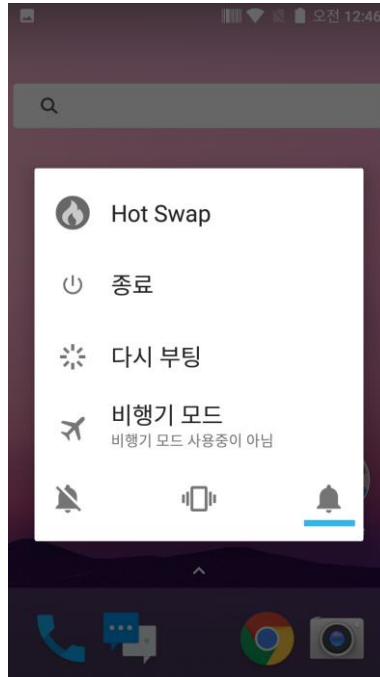 오전 12:46
Hot Swap
종료
다시 부팅
비행기 모드
비행기 모드 사용중이 아님